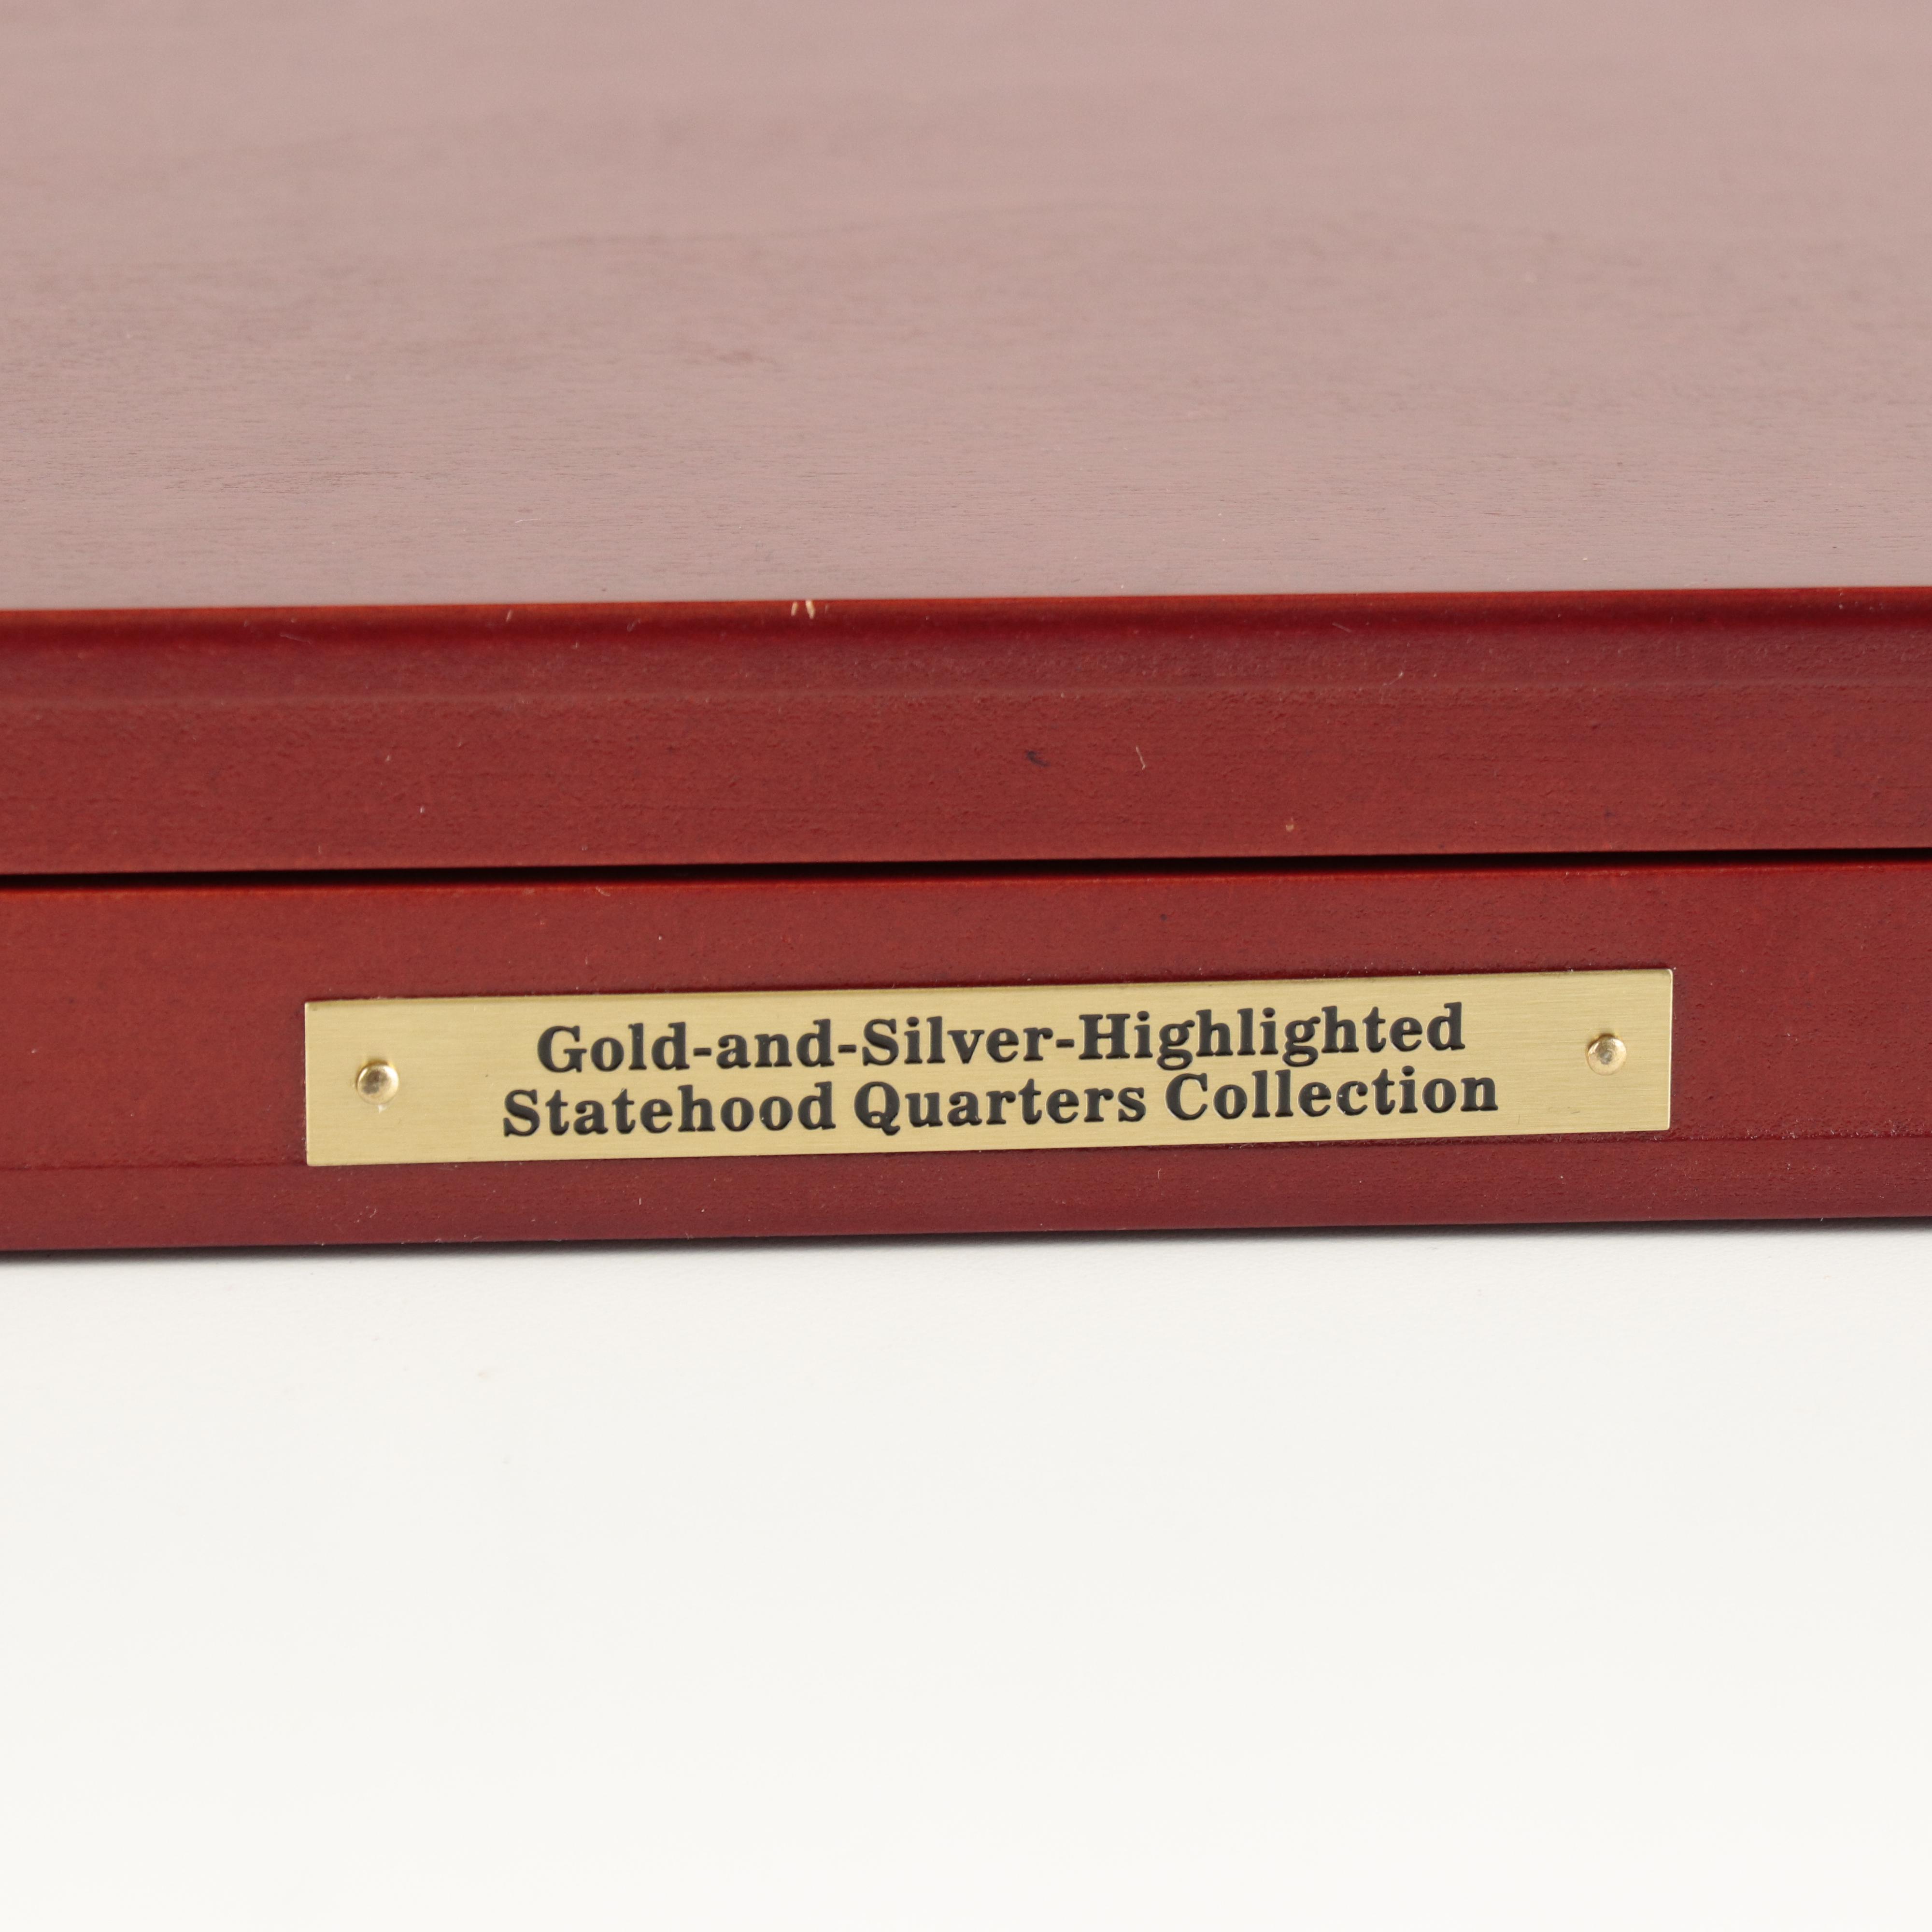 Gold-and-Silver-Highlighted
Statehood Quarters Collection